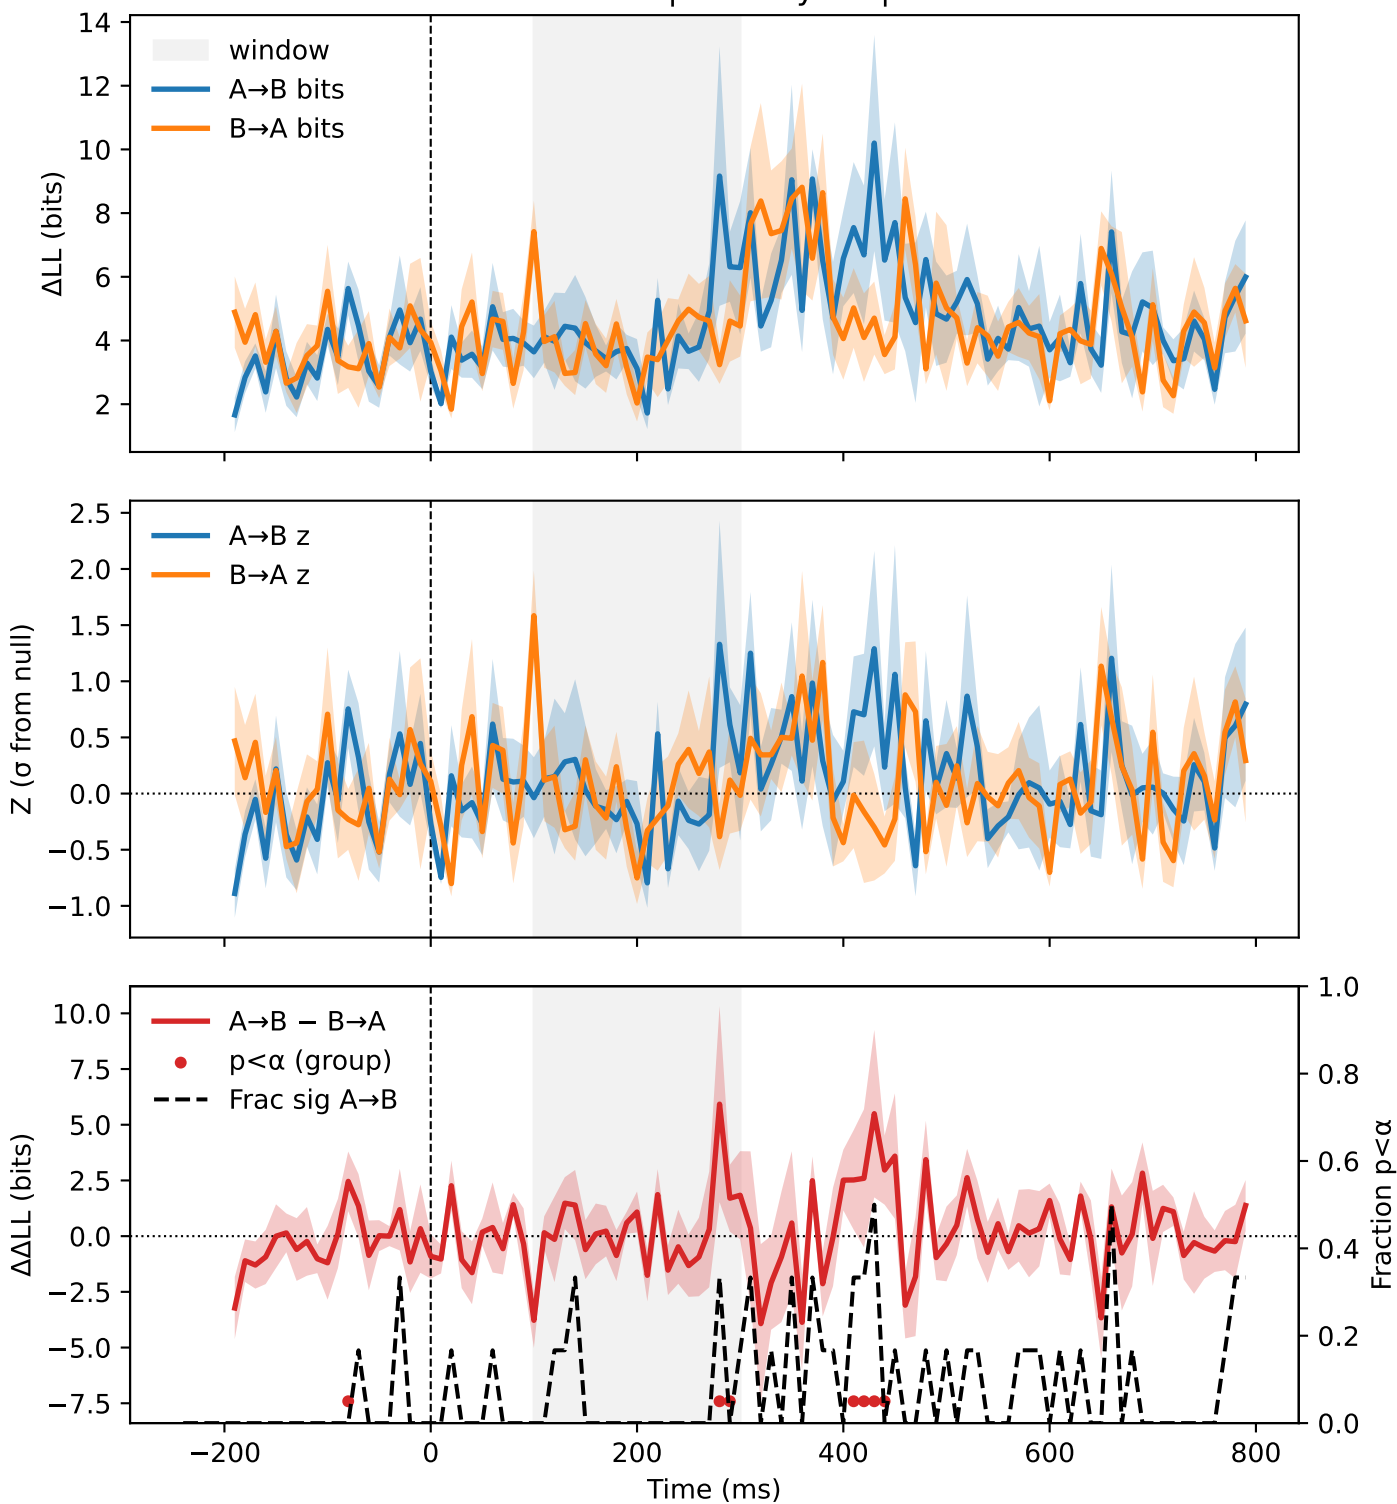 14
12
10
8
6
4
2
ΔLL (bits)
window
A→B bits
B→A bits
2.5
2.0
1.5
1.0
0.5
0.0
−0.5
−1.0
Z (σ from null)
A→B z
B→A z
10.0
7.5
5.0
2.5
0.0
−2.5
−5.0
−7.5
ΔΔLL (bits)
A→B − B→A
p<α (group)
Frac sig A→B
1.0
0.8
0.6
0.4
0.2
0.0
Fraction p<α
−200 0 200 400 600 800
Time (ms)